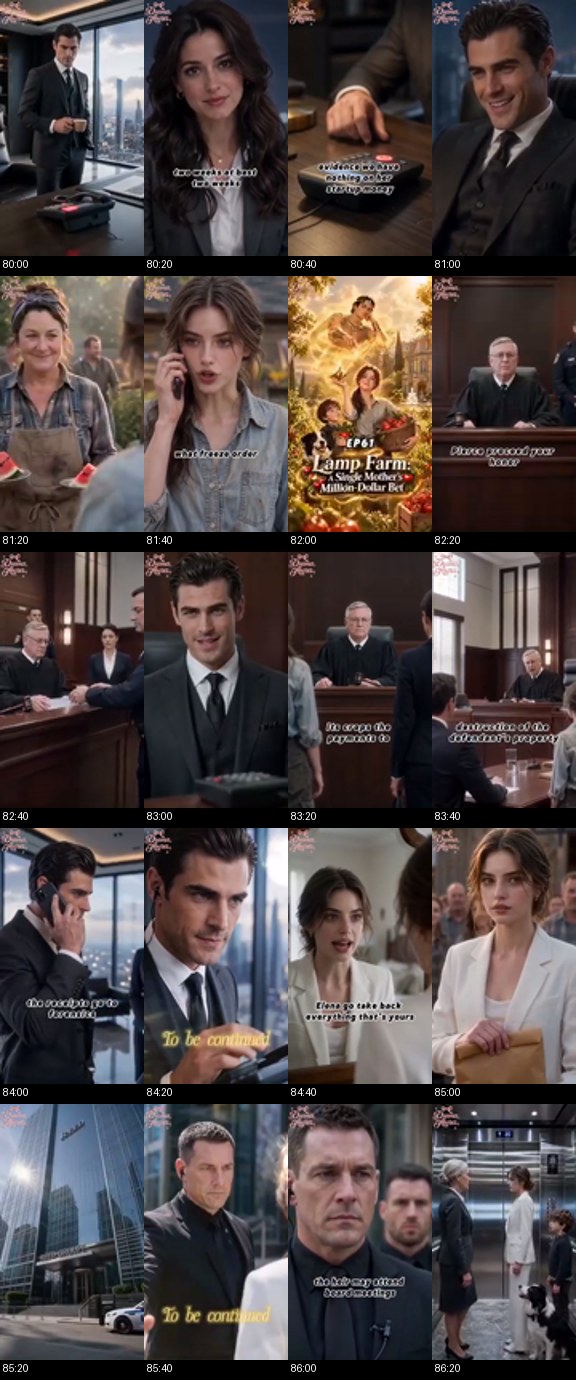 two weeks at best
two weeks
80:00
80:20
evidence we have
nothing on her
startup money
80:40
81:00
81:20
what freeze order
81:40
EP61
Lamp Farm:
A Single Mother's
Million-Dollar Bet
82:00
Pierce proceed your
honor
82:20
82:40
83:00
Its craps the
payments to
83:20
destruction of the
defendant's property
83:40
the receipts go to
forensics
84:00
To be continued
84:20
Elena go take back
everything that's yours
84:40
85:00
85:20
To be continued
85:40
the heir may attend
board meetings
86:00
86:20